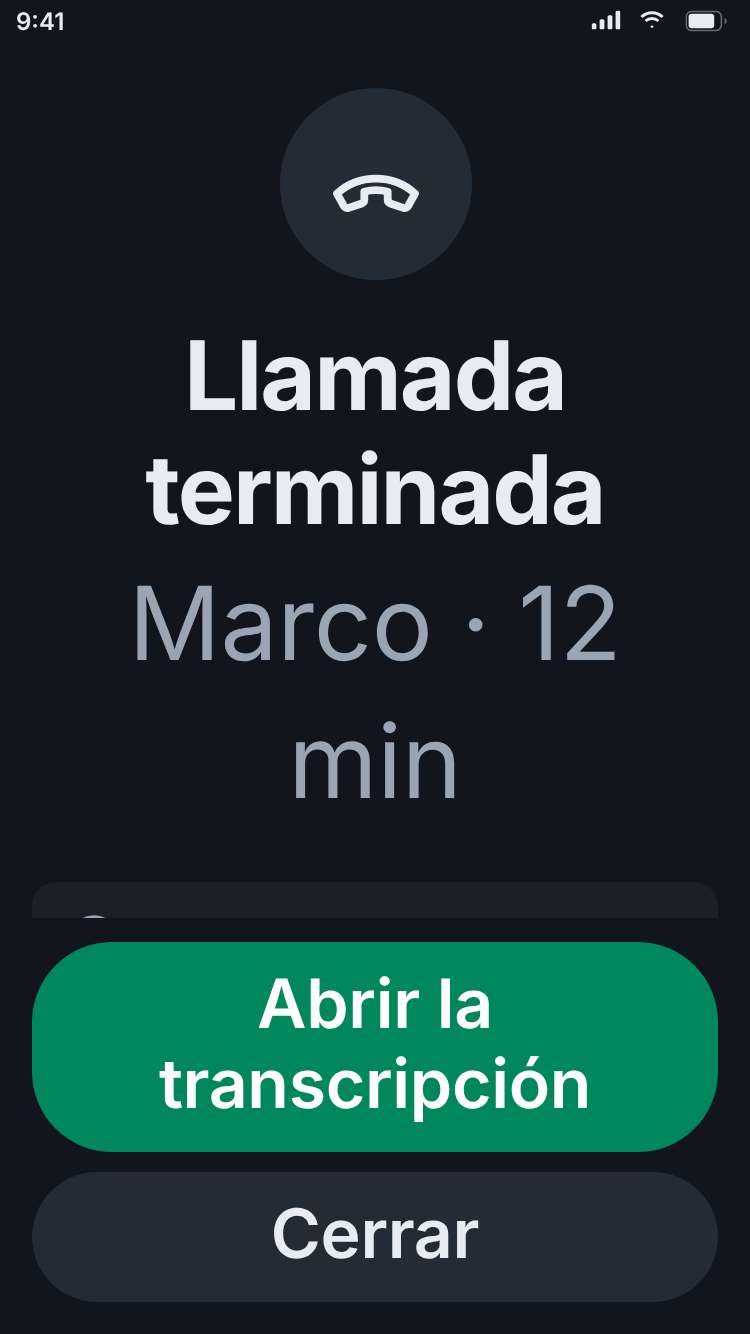 9:41
Llamada
terminada
Marco · 12
min
Abrir la
transcripción
Cerrar